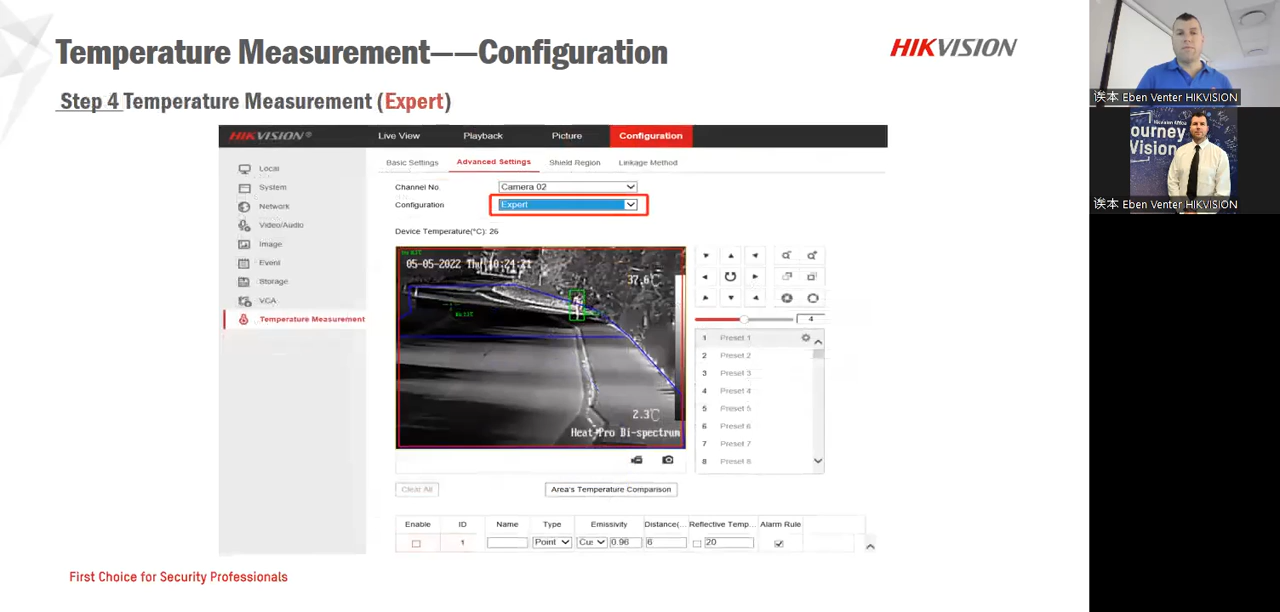 Temperature Measurement——Configuration
HIKVISION
Step 4 Temperature Measurement (Expert)
HIKVISION®
Live View
Playback
Picture
Configuration
Local
System
Network
Video/Audio
Image
Event
Storage
VCA
Temperature Measurement
Basic Settings
Advanced Settings
Shield Region
Linkage Method
Channel No.
Camera 02
Configuration
Expert
Device Temperature(°C): 26
05-05-2022 Thu 10:24:21
37.6℃
2.3℃
Heat-Pro Bi-spectrum
4
1 Preset 1
2 Preset 2
3 Preset 3
4 Preset 4
5 Preset 5
6 Preset 6
7 Preset 7
8 Preset 8
Clear All
Area's Temperature Comparison
Enable ID Name Type Emissivity Distance(... Reflective Temp... Alarm Rule
1 Point Cus 0.96 6 20
First Choice for Security Professionals
Eben Venter HIKVISION
Journey
Vision
Eben Venter HIKVISION